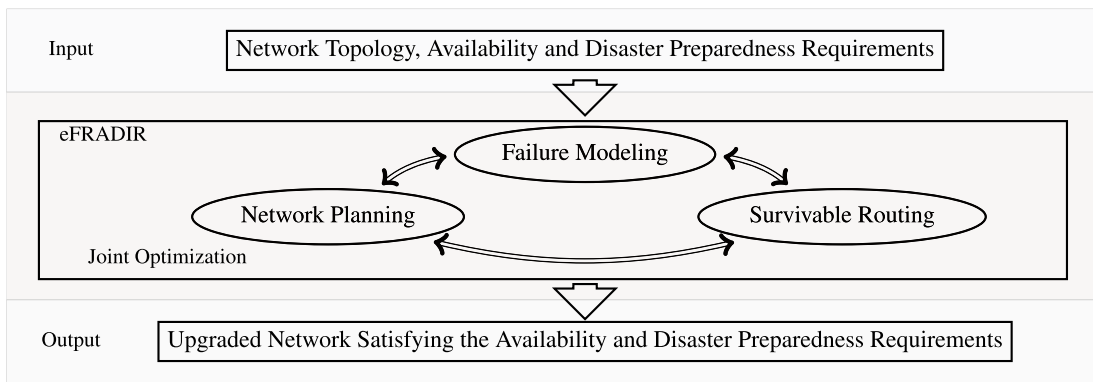 Input
Network Topology, Availability and Disaster Preparedness Requirements
eFRADIR
Failure Modeling
Network Planning
Survivable Routing
Joint Optimization
Output
Upgraded Network Satisfying the Availability and Disaster Preparedness Requirements